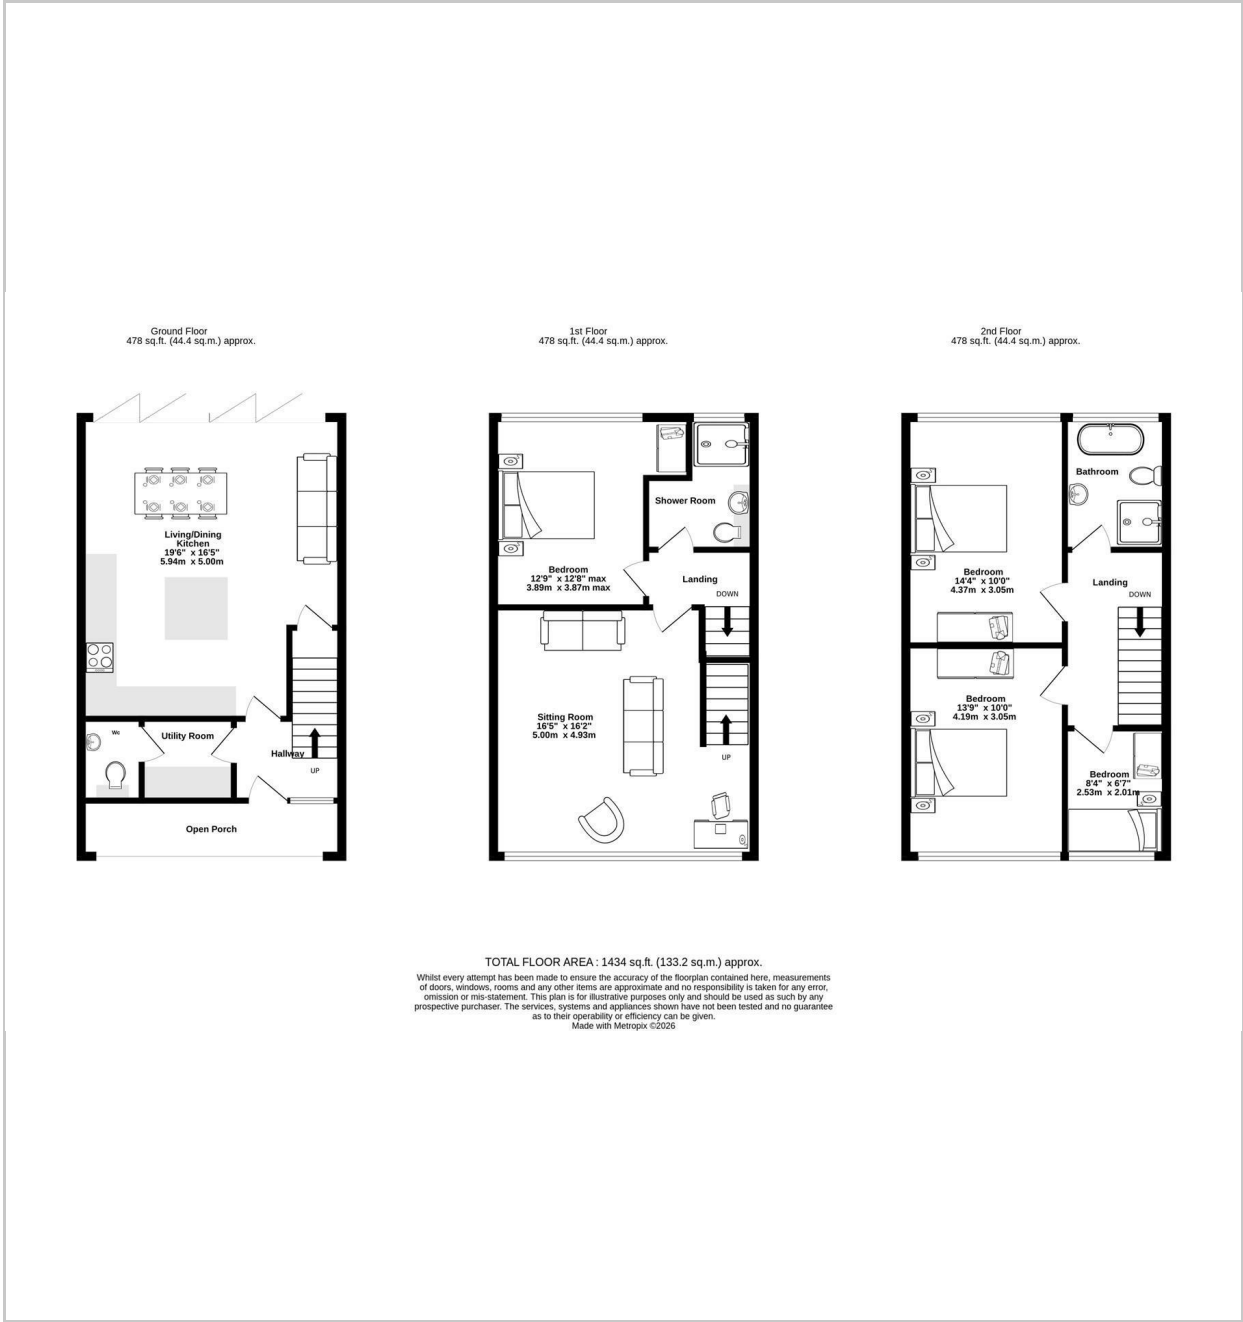 Ground Floor
478 sq.ft. (44.4 sq.m.) approx.
Living/Dining
Kitchen
19'6" x 16'5"
5.94m x 5.00m
Wc
Utility Room
Hallway
UP
Open Porch
1st Floor
478 sq.ft. (44.4 sq.m.) approx.
Shower Room
Bedroom
12'9" x 12'8" max
3.89m x 3.87m max
Landing
DOWN
Sitting Room
16'5" x 16'2"
5.00m x 4.93m
UP
2nd Floor
478 sq.ft. (44.4 sq.m.) approx.
Bathroom
Bedroom
14'4" x 10'0"
4.37m x 3.05m
Landing
DOWN
Bedroom
13'9" x 10'0"
4.19m x 3.05m
Bedroom
8'4" x 6'7"
2.53m x 2.01m
TOTAL FLOOR AREA : 1434 sq.ft. (133.2 sq.m.) approx.
Whilst every attempt has been made to ensure the accuracy of the floorplan contained here, measurements
of doors, windows, rooms and any other items are approximate and no responsibility is taken for any error,
omission or mis-statement. This plan is for illustrative purposes only and should be used as such by any
prospective purchaser. The services, systems and appliances shown have not been tested and no guarantee
as to their operability or efficiency can be given.
Made with Metropix ©2026